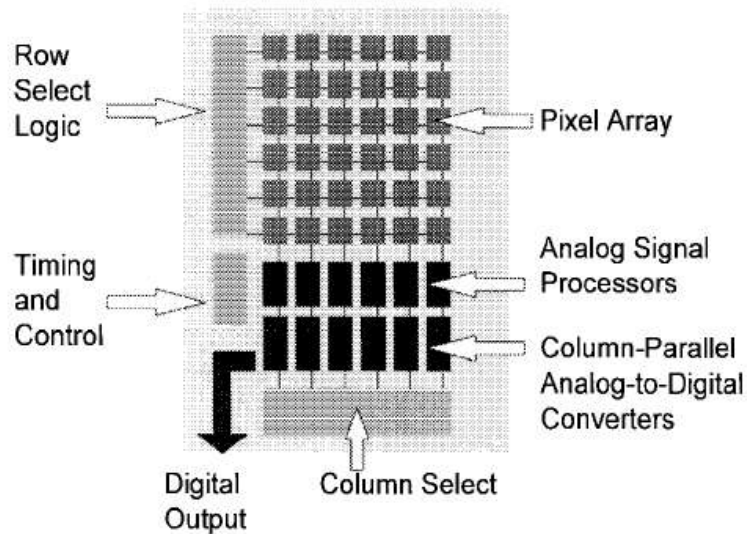 Row
Select
Logic
Pixel Array
Timing
and
Control
Analog Signal
Processors
Column-Parallel
Analog-to-Digital
Converters
Digital
Output
Column Select